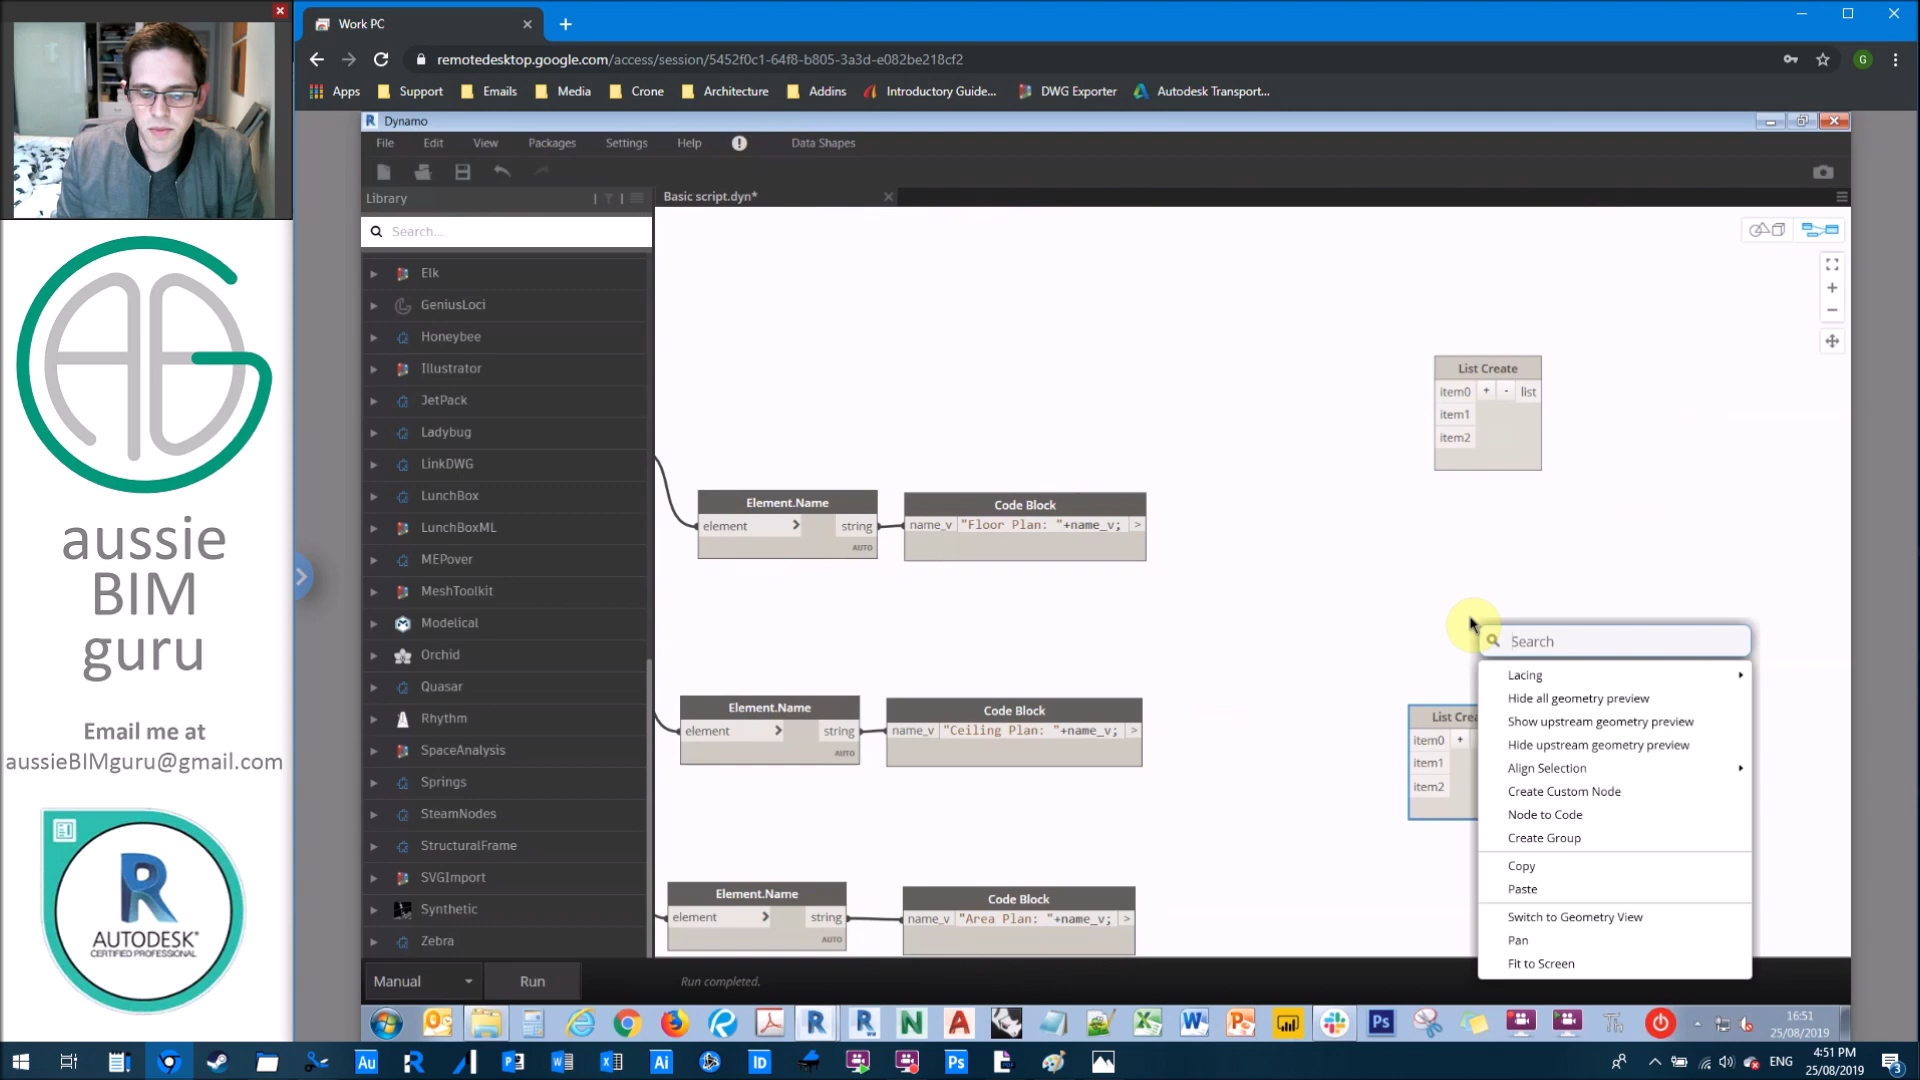 Work PC
remotedesktop.google.com/access/session/5452f0c1-64f8-b805-3a3d-e082be218cf2
G
Apps Support Emails Media Crone Architecture Addins Introductory Guide... DWG Exporter Autodesk Transport...
R Dynamo
File Edit View Packages Settings Help ! Data Shapes
Library
Basic script.dyn*
Search...
Elk
GeniusLoci
Honeybee
Illustrator
JetPack
Ladybug
LinkDWG
LunchBox
LunchBoxML
MEPover
MeshToolkit
Modelical
Orchid
Quasar
Rhythm
SpaceAnalysis
Springs
SteamNodes
StructuralFrame
SVGImport
Synthetic
Zebra
List Create
item0 + - list
item1
item2
Element.Name
element > string
AUTO
Code Block
name_v "Floor Plan: "+name_v; >
Element.Name
element > string
AUTO
Code Block
name_v "Ceiling Plan: "+name_v; >
Element.Name
element > string
AUTO
Code Block
name_v "Area Plan: "+name_v; >
List Crea
item0 +
item1
item2
Search
Lacing
Hide all geometry preview
Show upstream geometry preview
Hide upstream geometry preview
Align Selection
Create Custom Node
Node to Code
Create Group
Copy
Paste
Switch to Geometry View
Pan
Fit to Screen
Manual Run Run completed.
16:51
25/08/2019
4:51 PM
ENG
25/08/2019
3
aussie
BIM
guru
Email me at
aussieBIMguru@gmail.com
R
AUTODESK®
CERTIFIED PROFESSIONAL
Au
Ai
ID
Ps